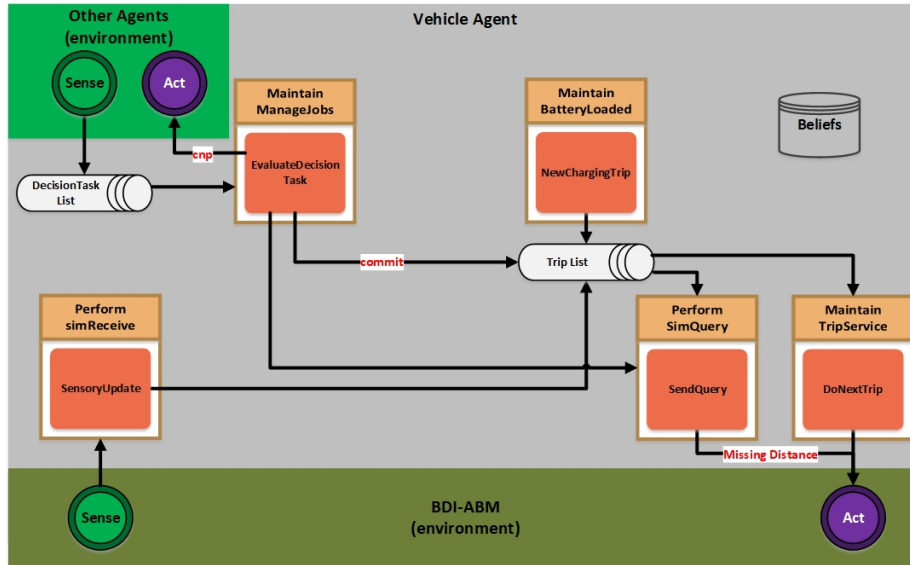 Other Agents
(environment)
Vehicle Agent
Sense
Act
Maintain
ManageJobs
Maintain
BatteryLoaded
Beliefs
cnp
EvaluateDecision
Task
NewChargingTrip
DecisionTask
List
commit
Trip List
Perform
simReceive
Perform
SimQuery
Maintain
TripService
SensoryUpdate
SendQuery
DoNextTrip
Missing Distance
Sense
BDI-ABM
(environment)
Act